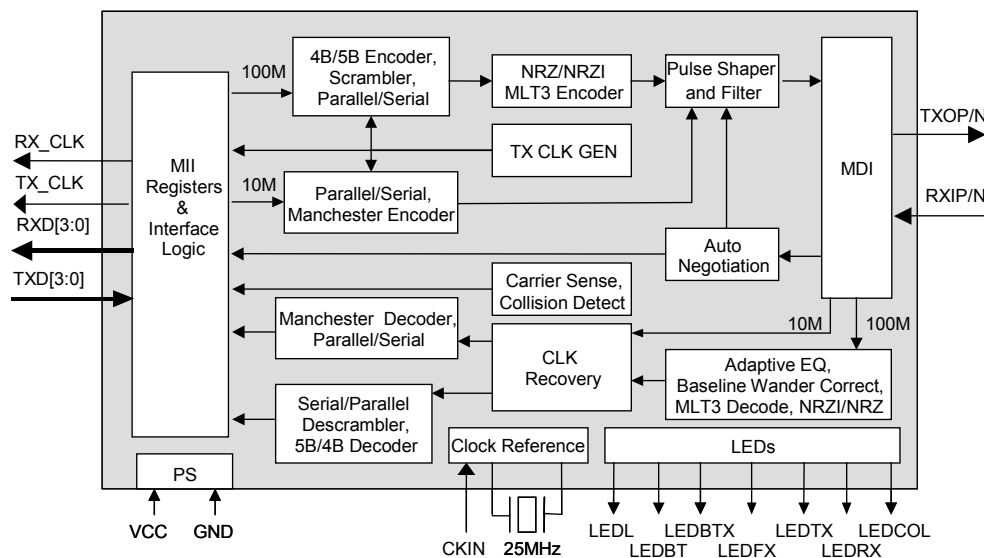 4B/5B Encoder,
Scrambler,
Parallel/Serial
100M
NRZ/NRZI
MLT3 Encoder
Pulse Shaper
and Filter
TXOP/N
RX_CLK
TX CLK GEN
MII
Registers
&
Interface
Logic
MDI
TX_CLK
10M
Parallel/Serial,
Manchester Encoder
RXIP/N
RXD[3:0]
Auto
Negotiation
TXD[3:0]
Carrier Sense,
Collision Detect
Manchester Decoder,
Parallel/Serial
10M
100M
CLK
Recovery
Adaptive EQ,
Baseline Wander Correct,
MLT3 Decode, NRZI/NRZ
Serial/Parallel
Descrambler,
5B/4B Decoder
Clock Reference
LEDs
PS
VCC
GND
CKIN
25MHz
LEDL
LEDBT
LEDBTX
LEDFX
LEDTX
LEDRX
LEDCOL